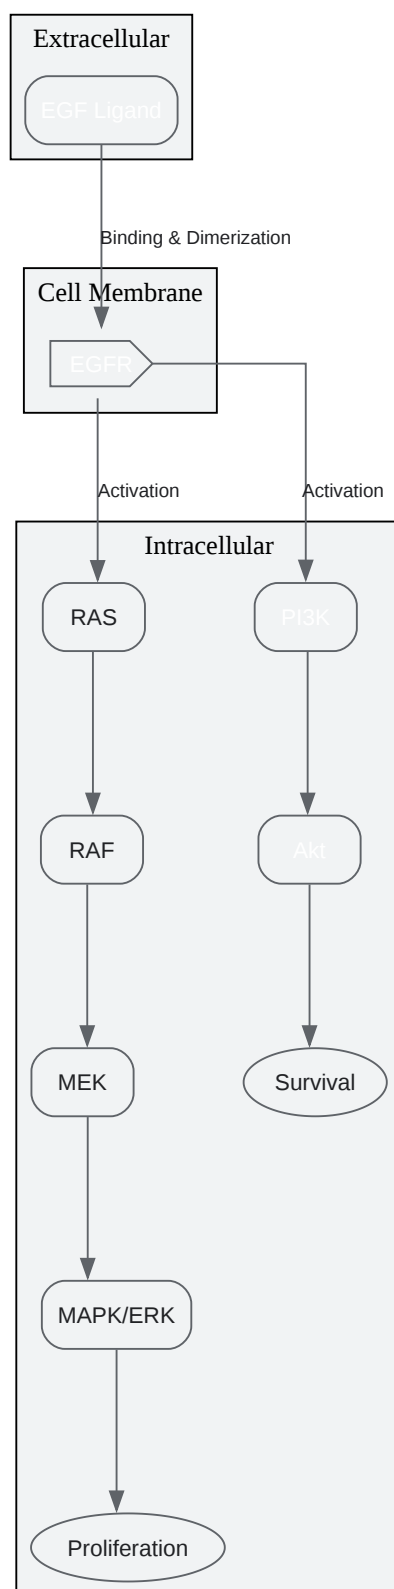 Extracellular
EGF Ligand
Binding & Dimerization
Cell Membrane
EGFR
Activation
Activation
Intracellular
RAS
PI3K
RAF
Akt
MEK
Survival
MAPK/ERK
Proliferation